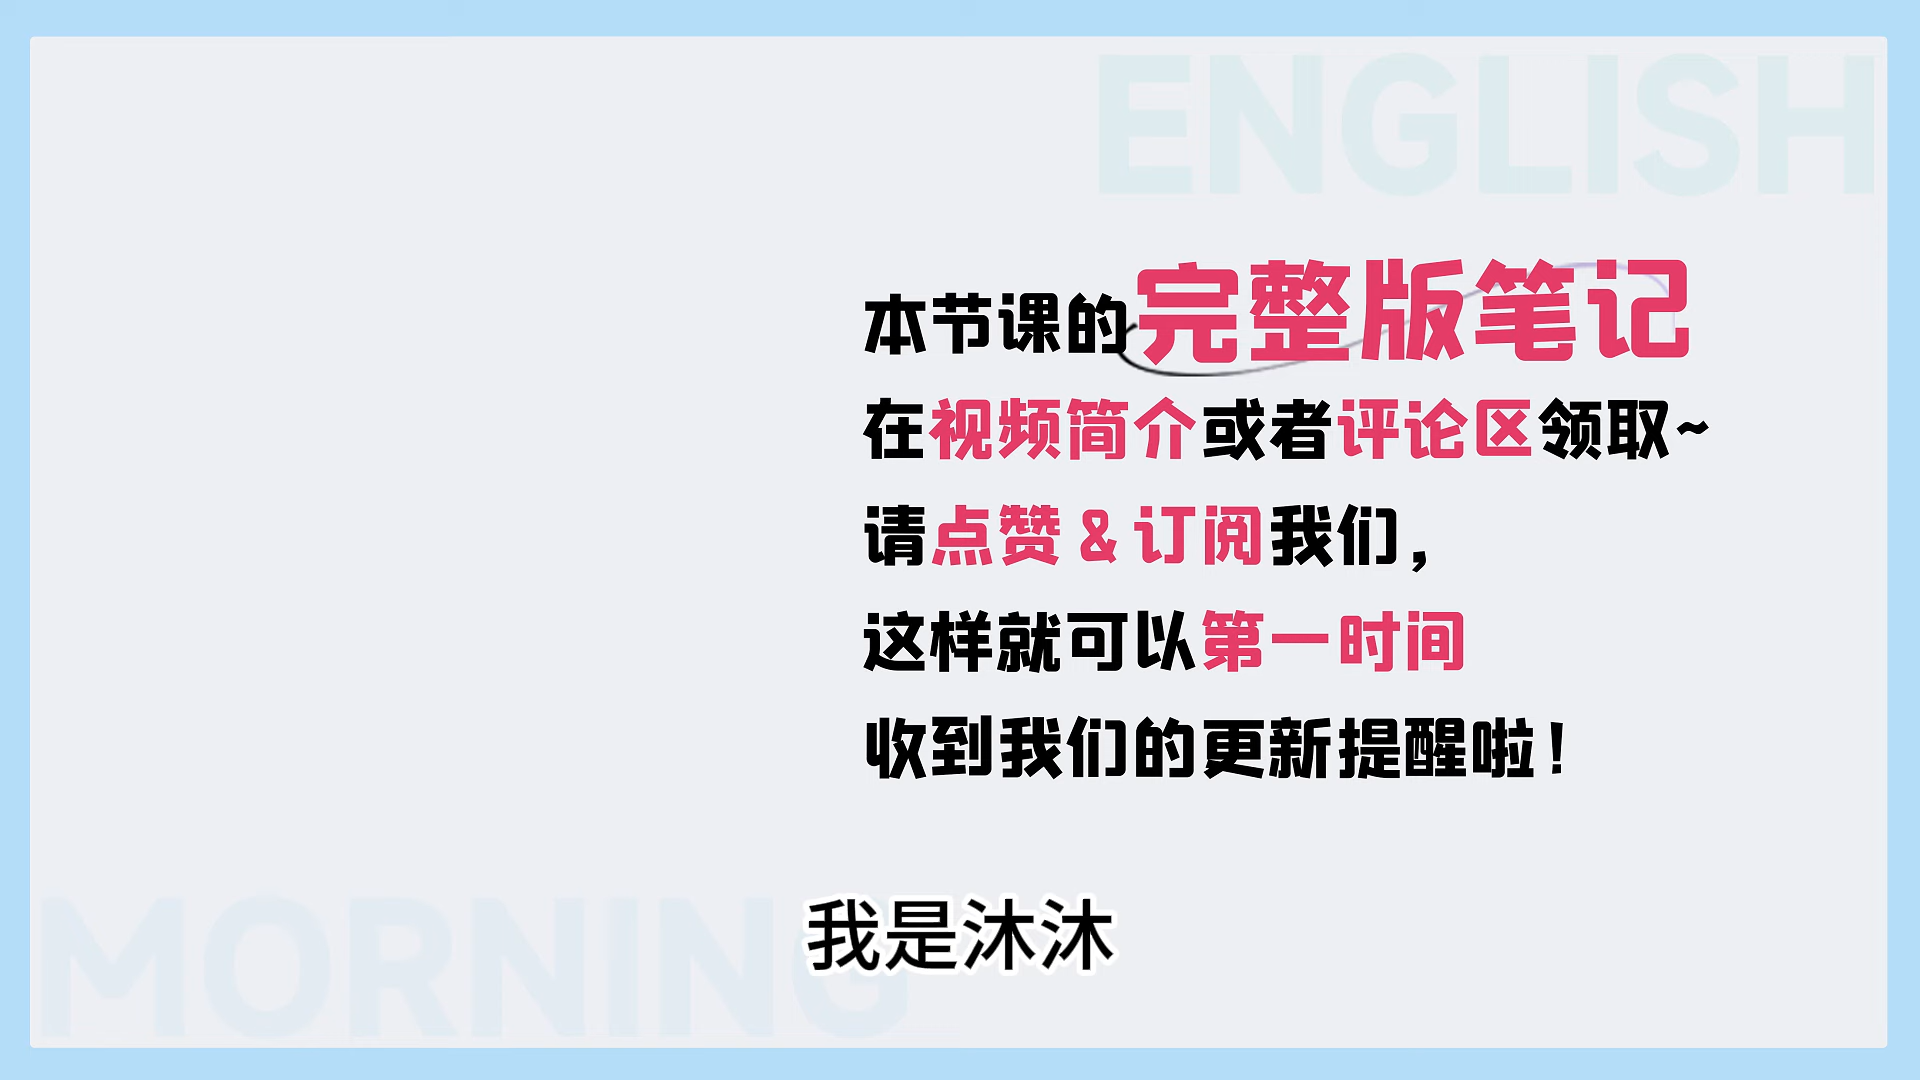 ENGLISH
本节课的完整版笔记
在视频简介或者评论区领取~
请点赞&订阅我们，
这样就可以第一时间
收到我们的更新提醒啦！
MORNING
我是沐沐